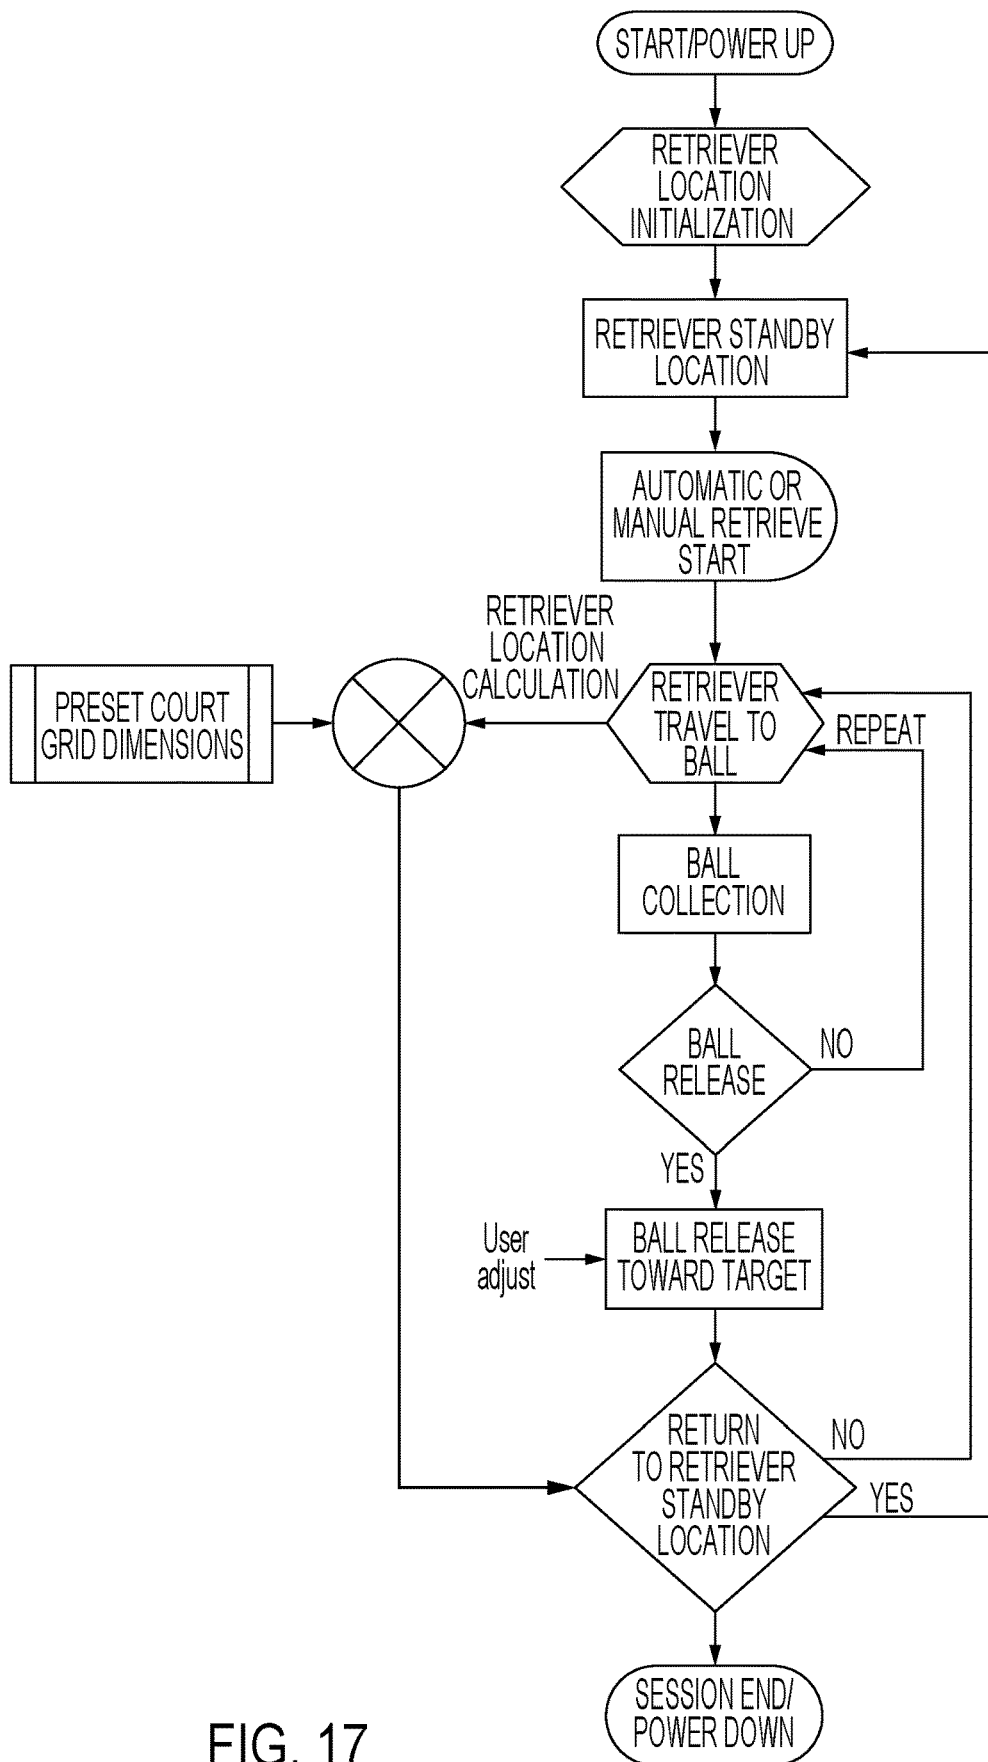 START/POWER UP
RETRIEVER
LOCATION
INITIALIZATION
RETRIEVER STANDBY
LOCATION
AUTOMATIC OR
MANUAL RETRIEVE
START
RETRIEVER
LOCATION
CALCULATION
PRESET COURT
GRID DIMENSIONS
RETRIEVER
TRAVEL TO
BALL
REPEAT
BALL
COLLECTION
BALL
RELEASE
NO
YES
User
adjust
BALL RELEASE
TOWARD TARGET
RETURN
TO RETRIEVER
STANDBY
LOCATION
NO
YES
SESSION END/
POWER DOWN
FIG. 17